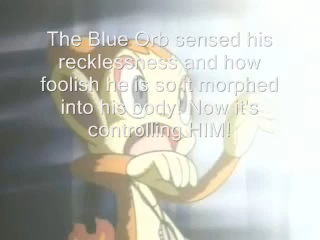 The Blue Orb sensed his
recklessness and how
foolish he is so it morphed
into his body! Now it's
controlling HIM!